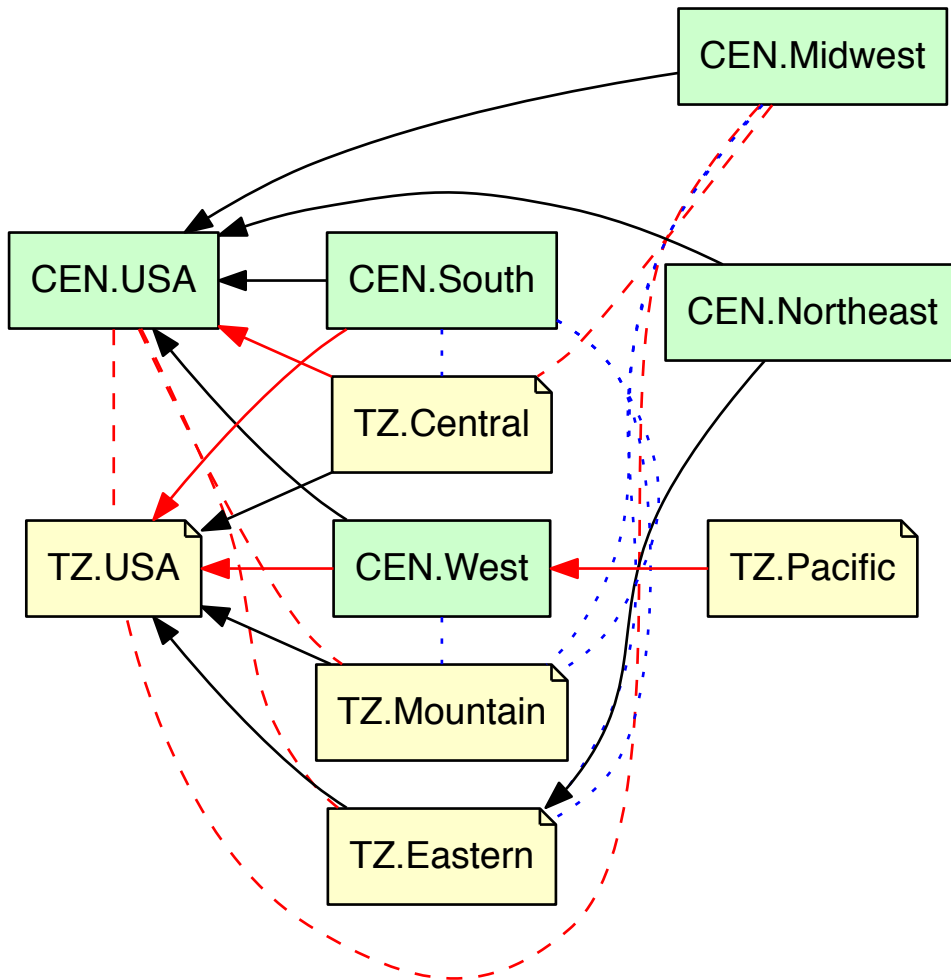 CEN.Midwest
CEN.USA
CEN.South
CEN.Northeast
TZ.Central
TZ.USA
CEN.West
TZ.Pacific
TZ.Mountain
TZ.Eastern